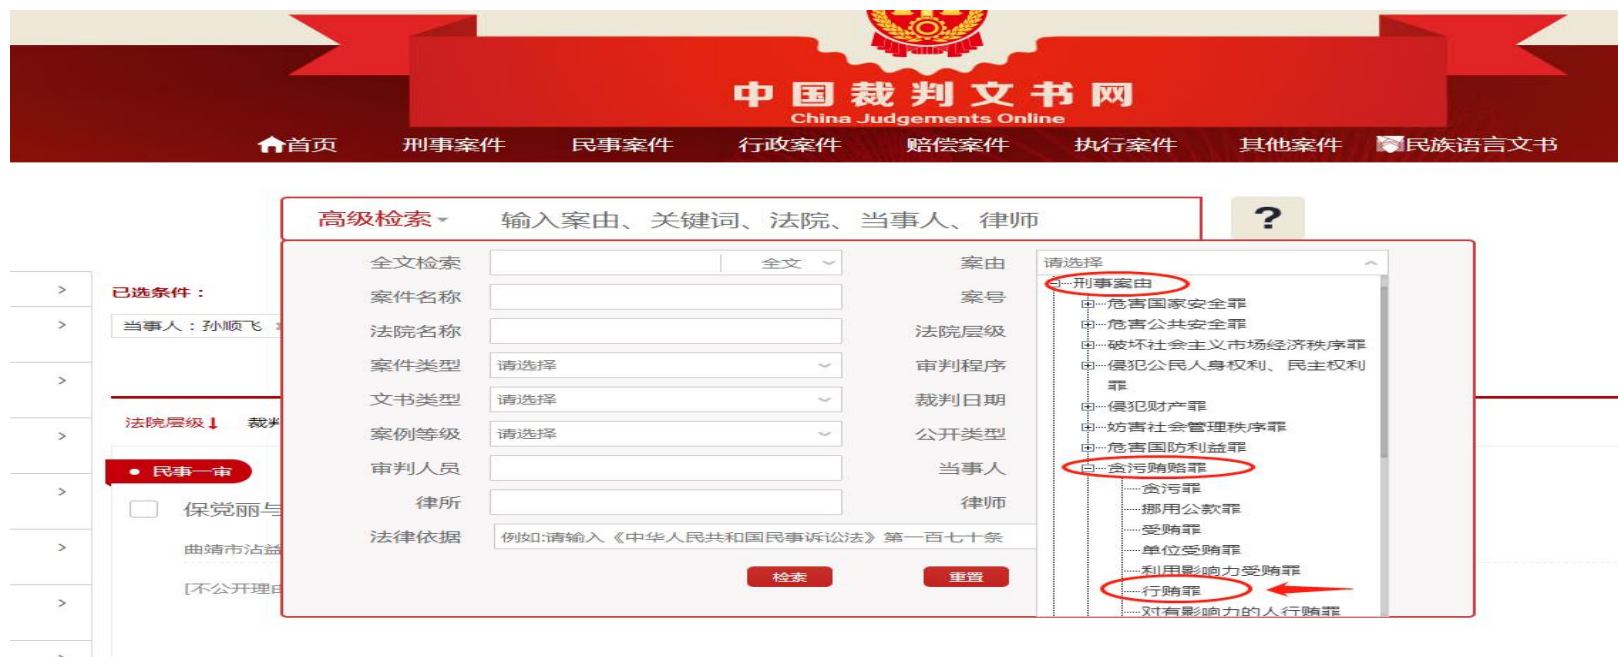 中国裁判文书网
China Judgements Online
首页 刑事案件 民事案件 行政案件 赔偿案件 执行案件 其他案件 民族语言文书
高级检索 输入案由、关键词、法院、当事人、律师 ?
全文检索 全文 案由 请选择
> 已选条件： 案件名称 案号 刑事案由
危害国家安全罪
> 当事人：孙顺飞 法院名称 法院层级 危害公共安全罪
破坏社会主义市场经济秩序罪
案件类型 请选择 审判程序 侵犯公民人身权利、民主权利
> 罪
文书类型 请选择 裁判日期 侵犯财产罪
法院层级 裁判 妨害社会管理秩序罪
> 案例等级 请选择 公开类型 危害国防利益罪
民事一审 审判人员 当事人 贪污贿赂罪
> 贪污罪
保党丽与 律所 律师 挪用公款罪
受贿罪
法律依据 例如:请输入《中华人民共和国民事诉讼法》第一百七十条
> 曲靖市沾益 单位受贿罪
检索 重置 利用影响力受贿罪
[不公开理由 行贿罪
> 对有影响力的人行贿罪